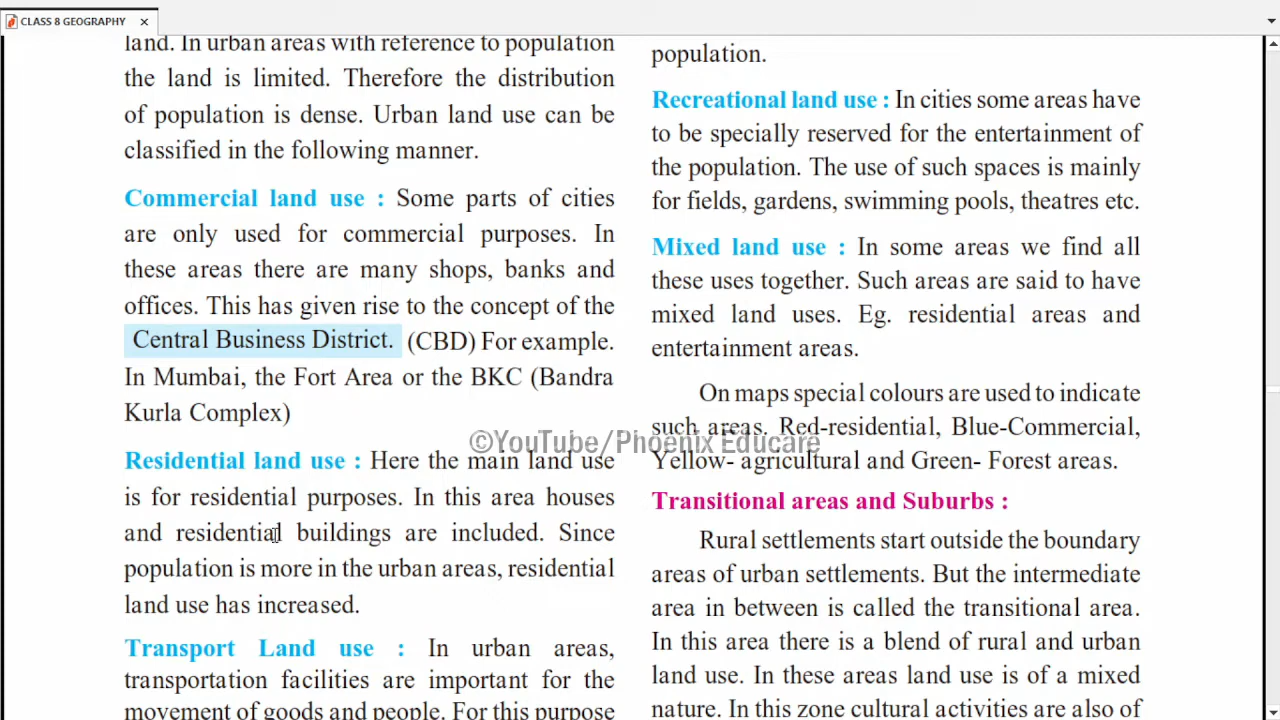 CLASS 8 GEOGRAPHY
land. In urban areas with reference to population
the land is limited. Therefore the distribution
of population is dense. Urban land use can be
classified in the following manner.
Commercial land use : Some parts of cities
are only used for commercial purposes. In
these areas there are many shops, banks and
offices. This has given rise to the concept of the
Central Business District. (CBD) For example.
In Mumbai, the Fort Area or the BKC (Bandra
Kurla Complex)
Residential land use : Here the main land use
is for residential purposes. In this area houses
and residential buildings are included. Since
population is more in the urban areas, residential
land use has increased.
Transport Land use : In urban areas,
transportation facilities are important for the
movement of goods and people. For this purpose
population.
Recreational land use : In cities some areas have
to be specially reserved for the entertainment of
the population. The use of such spaces is mainly
for fields, gardens, swimming pools, theatres etc.
Mixed land use : In some areas we find all
these uses together. Such areas are said to have
mixed land uses. Eg. residential areas and
entertainment areas.
On maps special colours are used to indicate
such areas. Red-residential, Blue-Commercial,
Yellow- agricultural and Green- Forest areas.
Transitional areas and Suburbs :
Rural settlements start outside the boundary
areas of urban settlements. But the intermediate
area in between is called the transitional area.
In this area there is a blend of rural and urban
land use. In these areas land use is of a mixed
nature. In this zone cultural activities are also of
©YouTube/Phoenix Educare